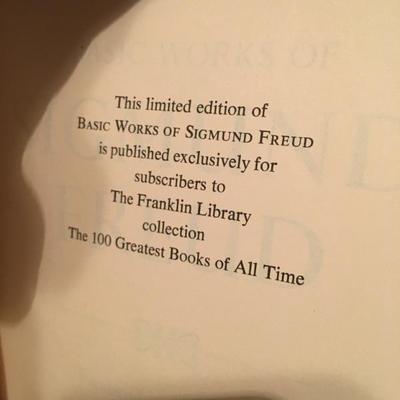 This limited edition of
BASIC WORKS OF SIGMUND FREUD
is published exclusively for
subscribers to
The Franklin Library
collection
The 100 Greatest Books of All Time